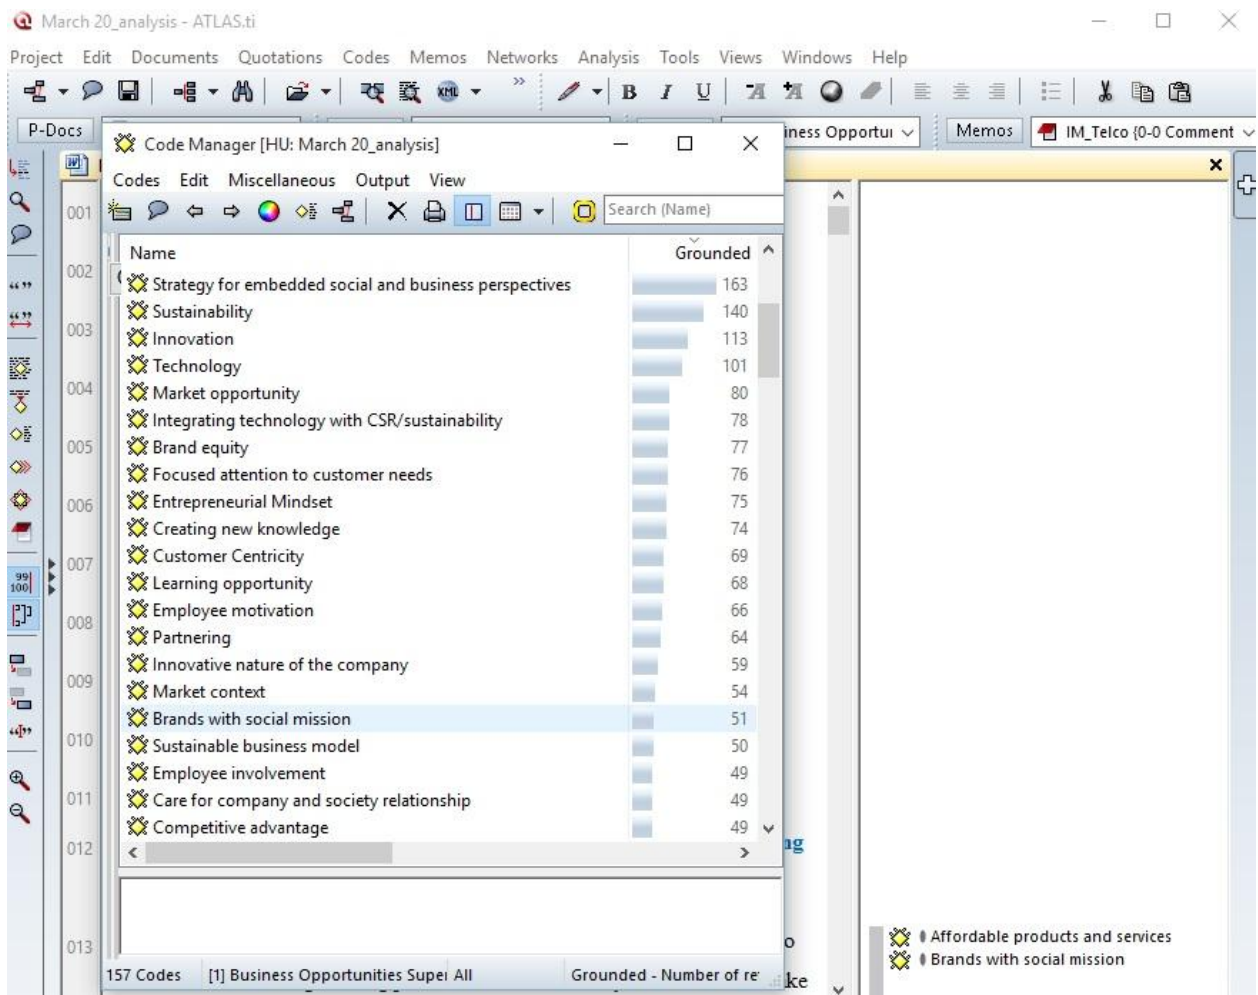 March 20_analysis - ATLAS.ti
Project Edit Documents Quotations Codes Memos Networks Analysis Tools Views Windows Help
XML » B I U A A
P-Docs iness Opportu Memos IM_Telco {0-0 Comment
Code Manager [HU: March 20_analysis]
Codes Edit Miscellaneous Output View
Search (Name)
Name Grounded
Strategy for embedded social and business perspectives 163
Sustainability 140
Innovation 113
Technology 101
Market opportunity 80
Integrating technology with CSR/sustainability 78
Brand equity 77
Focused attention to customer needs 76
Entrepreneurial Mindset 75
Creating new knowledge 74
Customer Centricity 69
Learning opportunity 68
Employee motivation 66
Partnering 64
Innovative nature of the company 59
Market context 54
Brands with social mission 51
Sustainable business model 50
Employee involvement 49
Care for company and society relationship 49
Competitive advantage 49
157 Codes [1] Business Opportunities Super All Grounded - Number of re
001
002
003
004
005
006
007
008
009
010
011
012
013
99
100
ng
o
ke
Affordable products and services
Brands with social mission